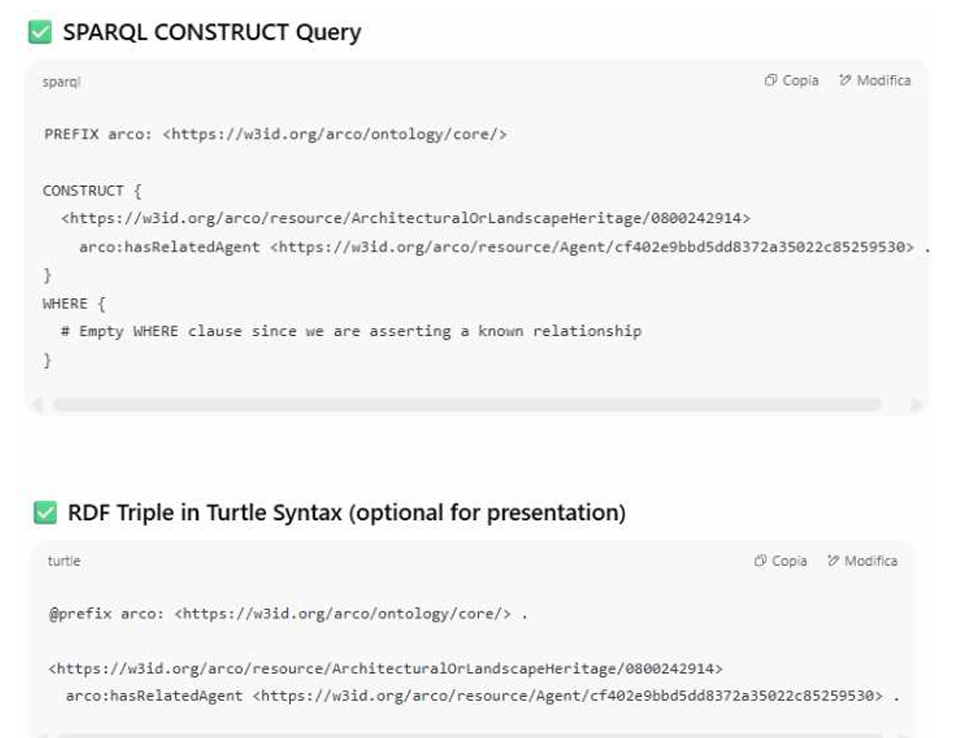 SPARQL CONSTRUCT Query
sparql
Copia
Modifica
PREFIX arco: <https://w3id.org/arco/ontology/core/>
CONSTRUCT {
<https://w3id.org/arco/resource/ArchitecturalOrLandscapeHeritage/0800242914>
arco:hasRelatedAgent <https://w3id.org/arco/resource/Agent/cf402e9bbd5dd8372a35022c85259530> .
}
WHERE {
# Empty WHERE clause since we are asserting a known relationship
}
RDF Triple in Turtle Syntax (optional for presentation)
turtle
Copia
Modifica
@prefix arco: <https://w3id.org/arco/ontology/core/> .
<https://w3id.org/arco/resource/ArchitecturalOrLandscapeHeritage/0800242914>
arco:hasRelatedAgent <https://w3id.org/arco/resource/Agent/cf402e9bbd5dd8372a35022c85259530> .